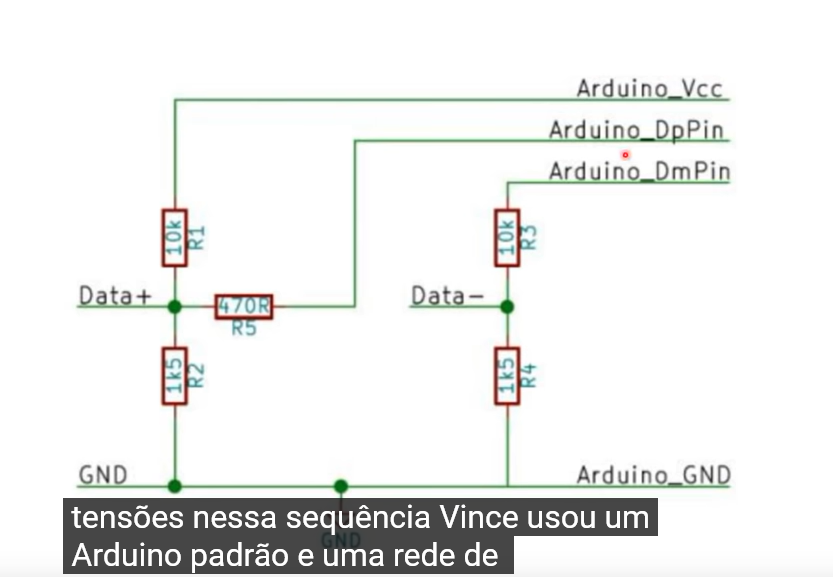 Arduino_Vcc
Arduino_DpPin
Arduino_DmPin
10k
R1
10k
R3
Data+
470R
R5
Data-
1k5
R2
1k5
R4
GND
Arduino_GND
GND
tensões nessa sequência Vince usou um
Arduino padrão e uma rede de